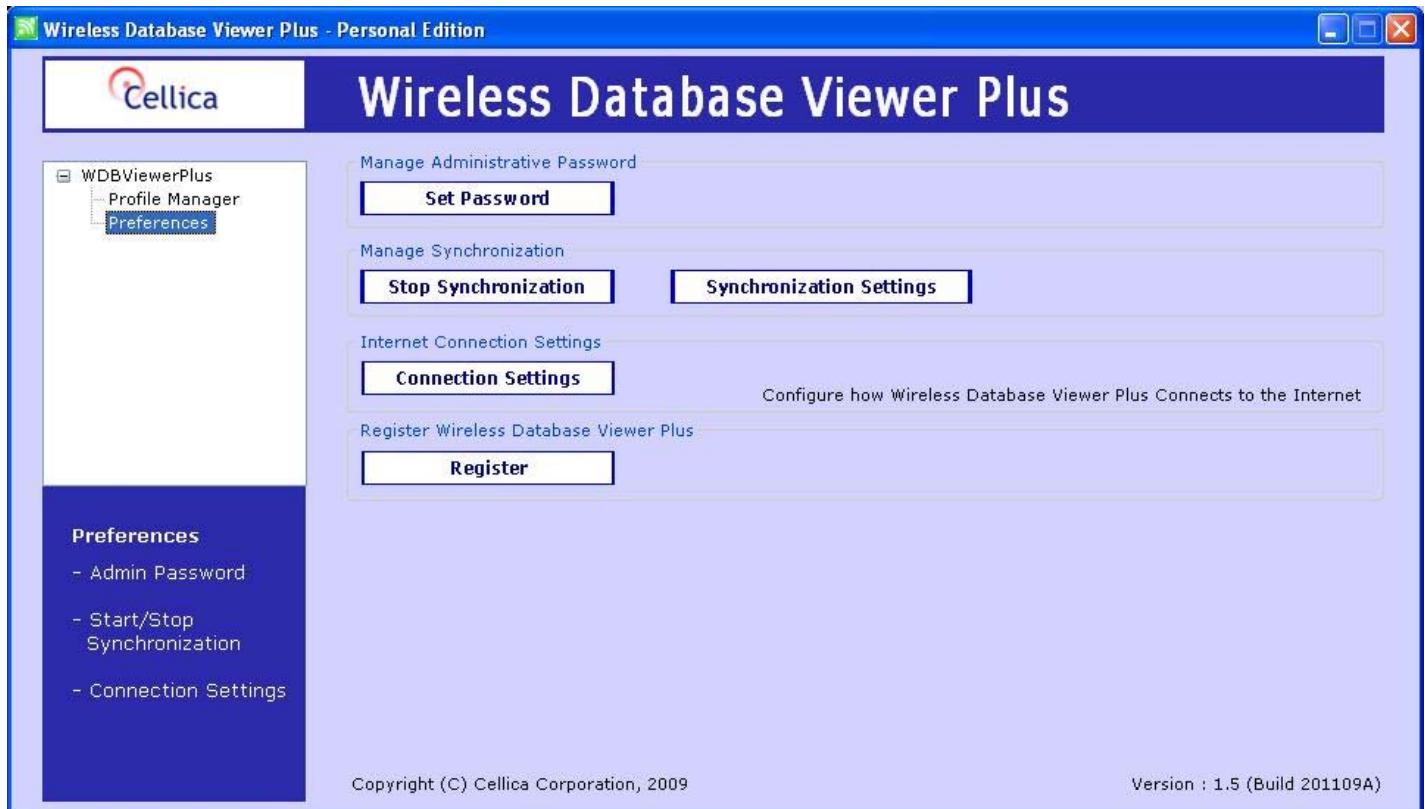 Wireless Database Viewer Plus - Personal Edition
Cellica
Wireless Database Viewer Plus
WDBViewerPlus
Profile Manager
Preferences
Manage Administrative Password
Set Password
Manage Synchronization
Stop Synchronization
Synchronization Settings
Internet Connection Settings
Connection Settings
Configure how Wireless Database Viewer Plus Connects to the Internet
Register Wireless Database Viewer Plus
Register
Preferences
- Admin Password
- Start/Stop
Synchronization
- Connection Settings
Copyright (C) Cellica Corporation, 2009
Version : 1.5 (Build 201109A)